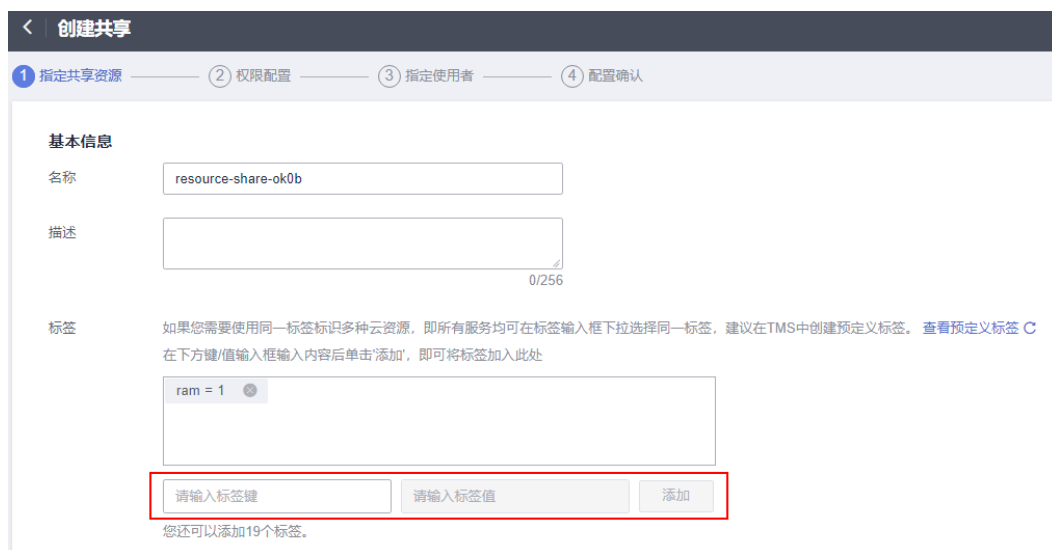 创建共享
1 指定共享资源 2 权限配置 3 指定使用者 4 配置确认
基本信息
名称 resource-share-ok0b
描述
0/256
标签 如果您需要使用同一标签标识多种云资源，即所有服务均可在标签输入框下拉选择同一标签，建议在TMS中创建预定义标签。 查看预定义标签
在下方键/值输入框输入内容后单击'添加'，即可将标签加入此处
ram = 1
请输入标签键 请输入标签值 添加
您还可以添加19个标签。